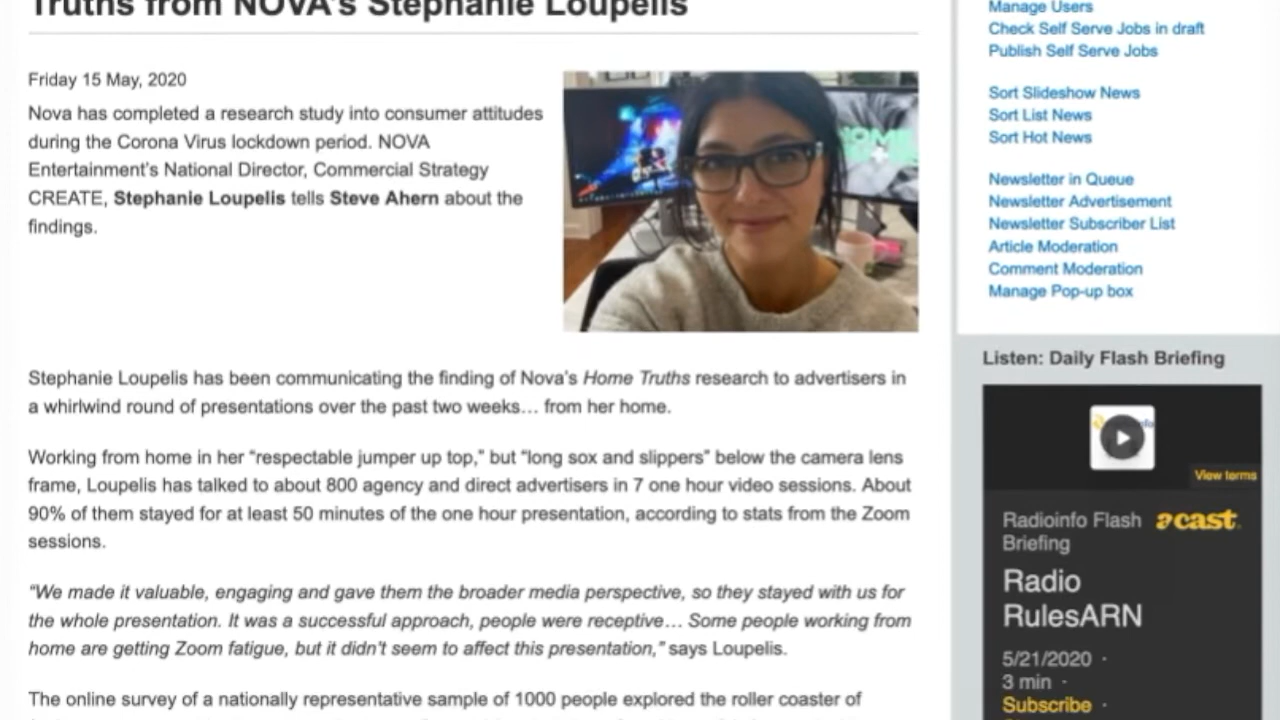 Truths from NOVA's Stephanie Loupelis
Friday 15 May, 2020
Nova has completed a research study into consumer attitudes
during the Corona Virus lockdown period. NOVA
Entertainment's National Director, Commercial Strategy
CREATE, Stephanie Loupelis tells Steve Ahern about the
findings.
Stephanie Loupelis has been communicating the finding of Nova's Home Truths research to advertisers in
a whirlwind round of presentations over the past two weeks… from her home.
Working from home in her "respectable jumper up top," but "long sox and slippers" below the camera lens
frame, Loupelis has talked to about 800 agency and direct advertisers in 7 one hour video sessions. About
90% of them stayed for at least 50 minutes of the one hour presentation, according to stats from the Zoom
sessions.
"We made it valuable, engaging and gave them the broader media perspective, so they stayed with us for
the whole presentation. It was a successful approach, people were receptive… Some people working from
home are getting Zoom fatigue, but it didn't seem to affect this presentation," says Loupelis.
The online survey of a nationally representative sample of 1000 people explored the roller coaster of
Manage Users
Check Self Serve Jobs in draft
Publish Self Serve Jobs
Sort Slideshow News
Sort List News
Sort Hot News
Newsletter in Queue
Newsletter Advertisement
Newsletter Subscriber List
Article Moderation
Comment Moderation
Manage Pop-up box
Listen: Daily Flash Briefing
View terms
Radioinfo Flash
Briefing
acast
Radio
RulesARN
5/21/2020 ·
3 min ·
Subscribe ·